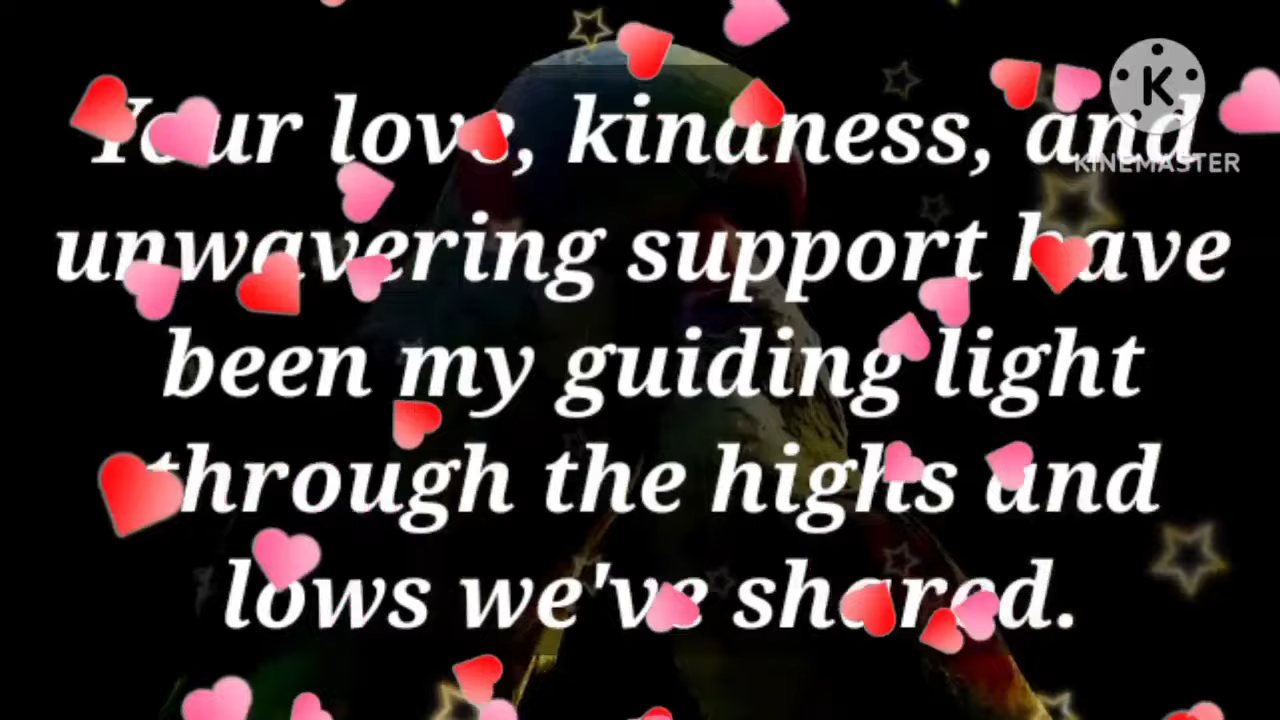 Your love, kindness, and
unwavering support have
been my guiding light
through the highs and
lows we've shared.
K
KINEMASTER